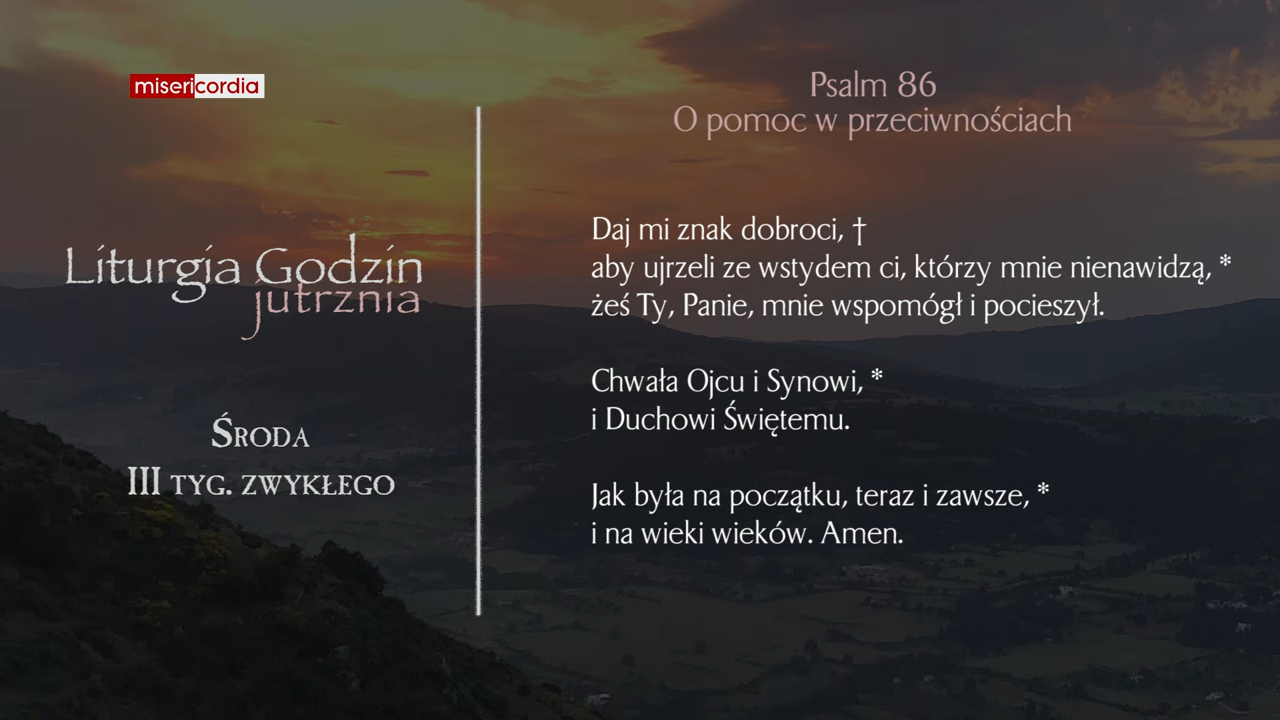 misericordia
Liturgia Godzin
jutrznia
Środa
III tyg. zwykłego
Psalm 86
O pomoc w przeciwnościach
Daj mi znak dobroci, †
aby ujrzeli ze wstydem ci, którzy mnie nienawidzą, *
żeś Ty, Panie, mnie wspomógł i pocieszył.
Chwała Ojcu i Synowi, *
i Duchowi Świętemu.
Jak była na początku, teraz i zawsze, *
i na wieki wieków. Amen.